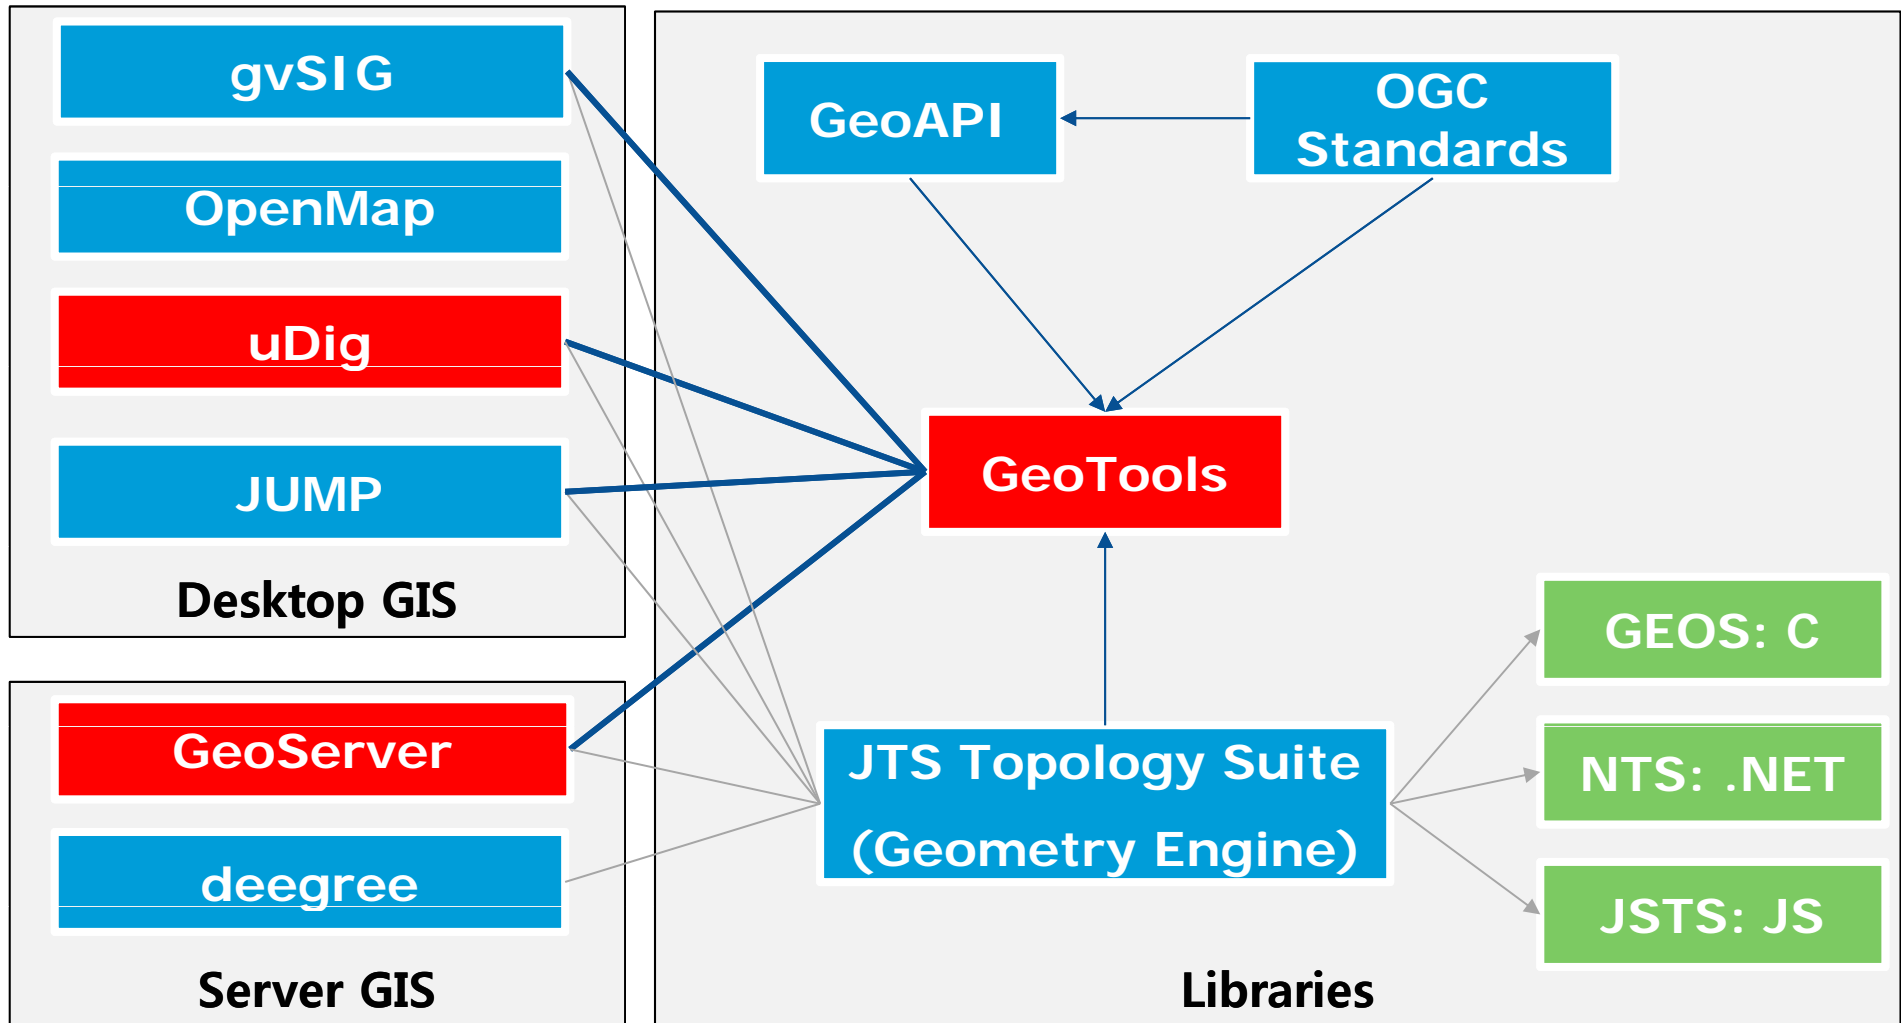 gvSIG
OpenMap
uDig
JUMP
Desktop GIS
GeoServer
deegree
Server GIS
GeoAPI
OGC
Standards
GeoTools
JTS Topology Suite
(Geometry Engine)
GEOS: C
NTS: .NET
JSTS: JS
Libraries